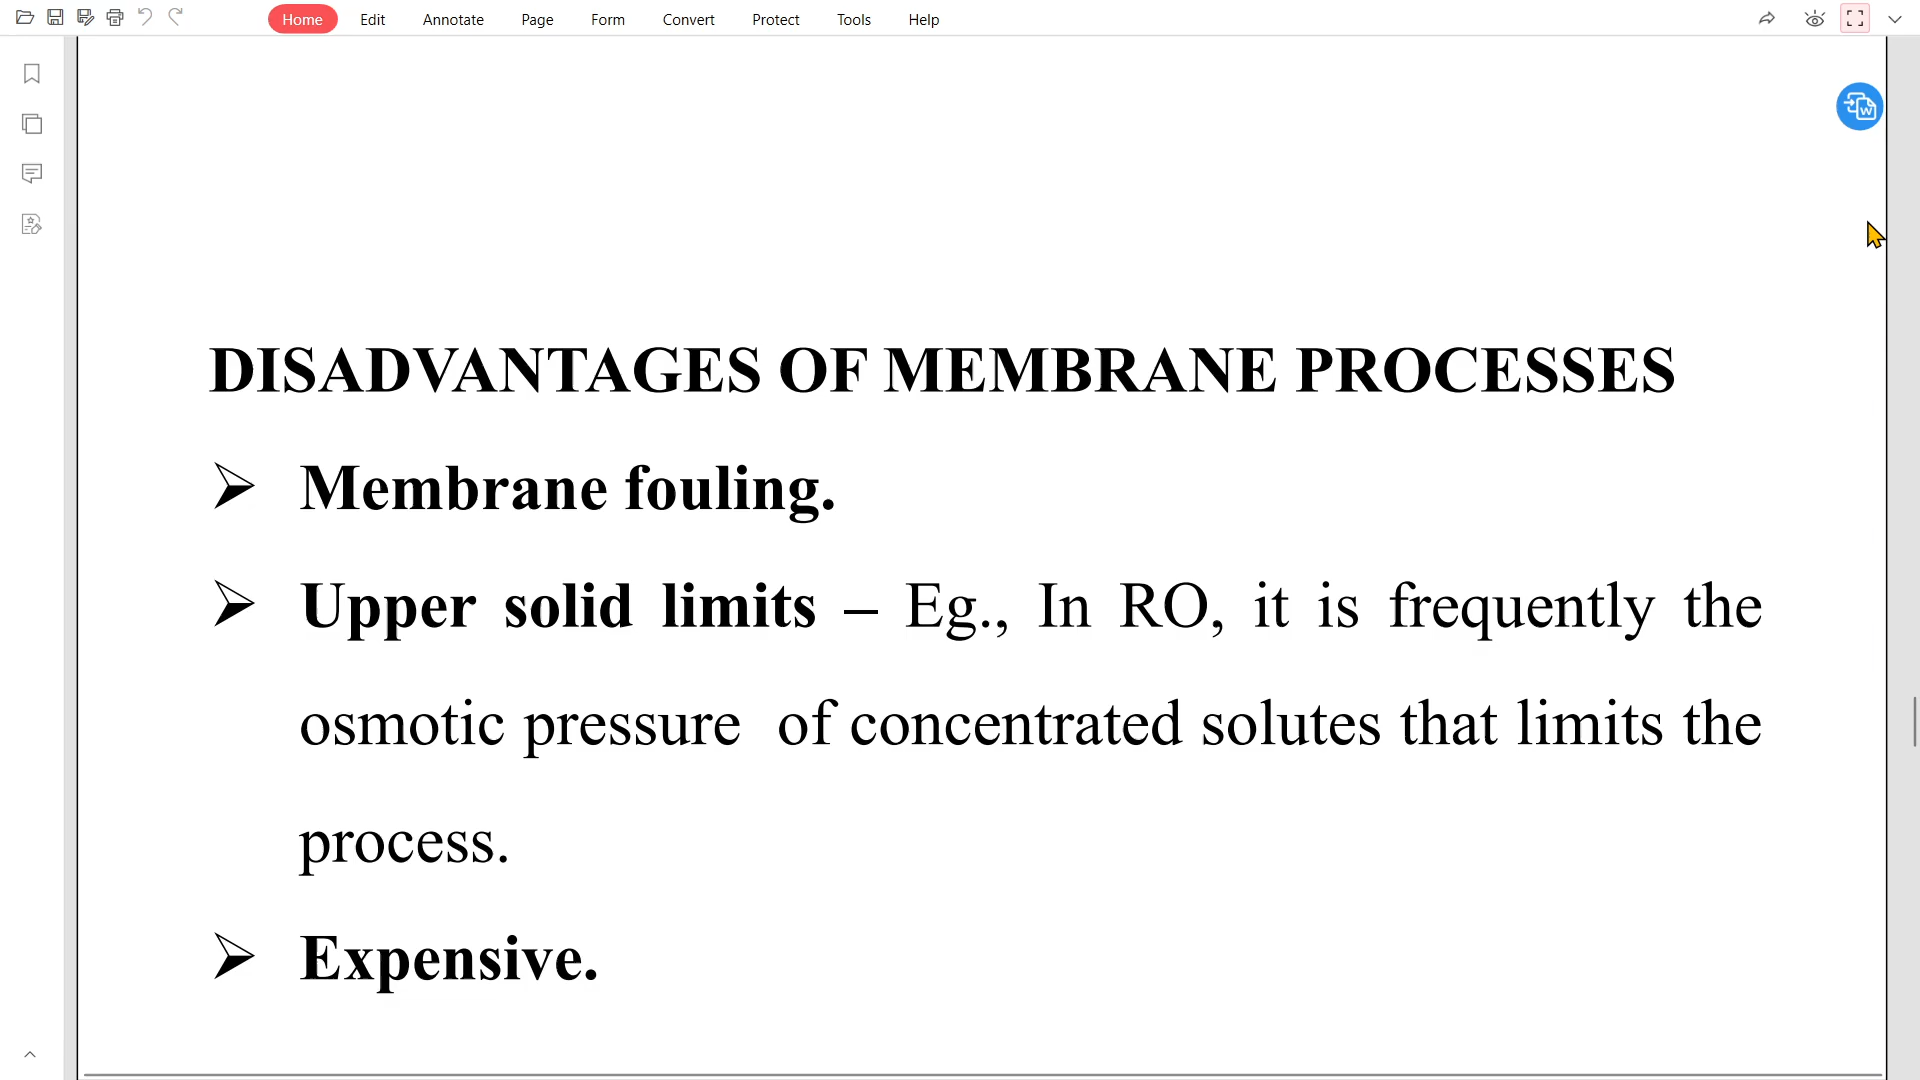 Home Edit Annotate Page Form Convert Protect Tools Help
DISADVANTAGES OF MEMBRANE PROCESSES
➢ Membrane fouling.
➢ Upper solid limits – Eg., In RO, it is frequently the
osmotic pressure of concentrated solutes that limits the
process.
➢ Expensive.